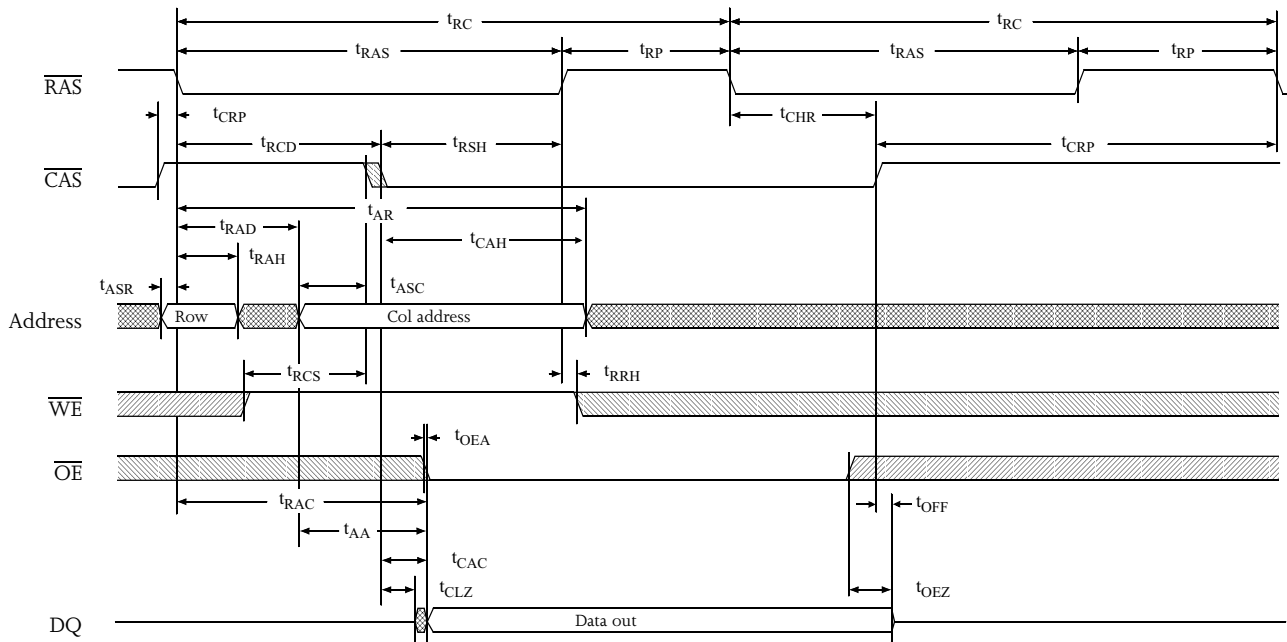 tRC tRC
tRAS tRP tRAS tRP
RAS
tCRP tCHR
tRCD tRSH tCRP
CAS
tAR
tRAD tCAH
tRAH
tASR tASC
Address Row Col address
tRCS tRRH
WE
tOEA
OE
tRAC tOFF
tAA
tCAC
tCLZ tOEZ
DQ Data out